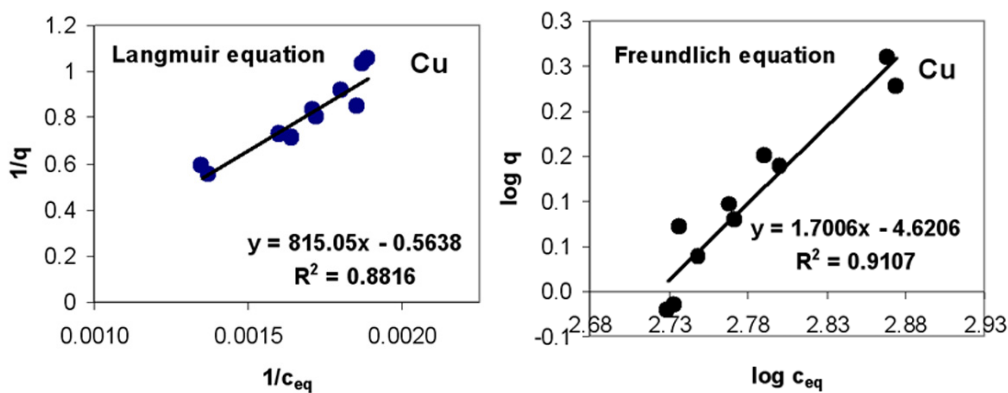 Langmuir equation
Cu
1.2
1
0.8
0.6
0.4
0.2
0
1/q
y = 815.05x - 0.5638
R² = 0.8816
0.0010
0.0015
0.0020
1/c_eq
Freundlich equation
Cu
0.3
0.3
0.2
0.2
0.1
0.1
0.0
-0.1
log q
y = 1.7006x - 4.6206
R² = 0.9107
2.68
2.73
2.78
2.83
2.88
2.93
log c_eq